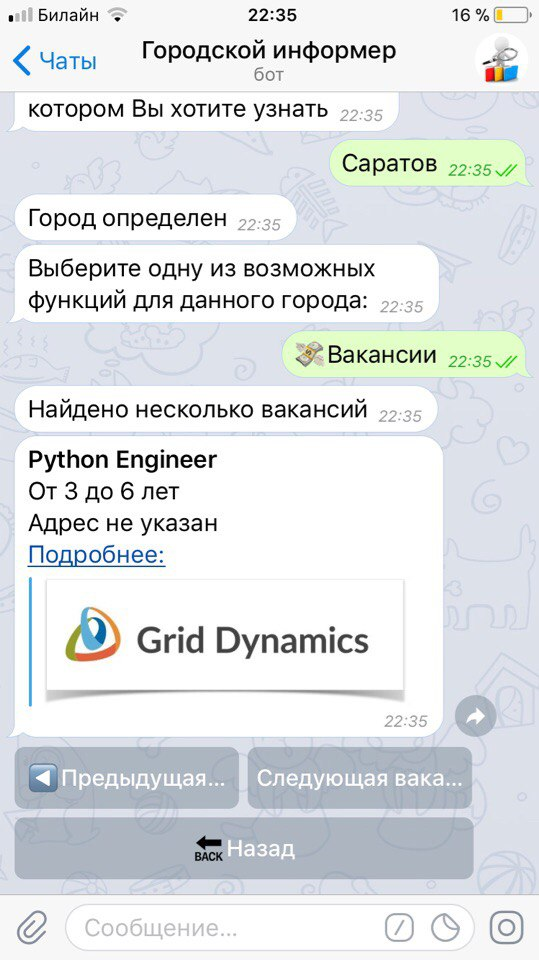 Билайн 22:35 16 %
Чаты
Городской информер
бот
котором Вы хотите узнать 22:35
Саратов 22:35
Город определен 22:35
Выберите одну из возможных
функций для данного города: 22:35
Вакансии 22:35
Найдено несколько вакансий 22:35
Python Engineer
От 3 до 6 лет
Адрес не указан
Подробнее:
Grid Dynamics
22:35
Предыдущая...
Следующая вака...
BACK Назад
Сообщение...